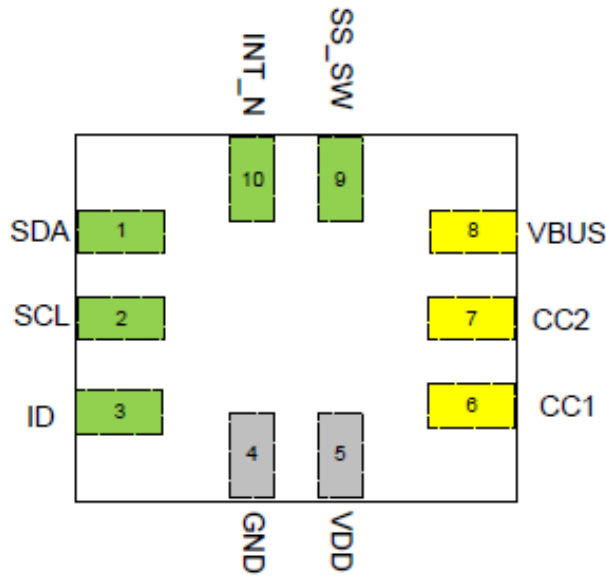 INT_N
SS_SW
10
9
SDA
1
8
VBUS
SCL
2
7
CC2
ID
3
6
CC1
4
5
GND
VDD